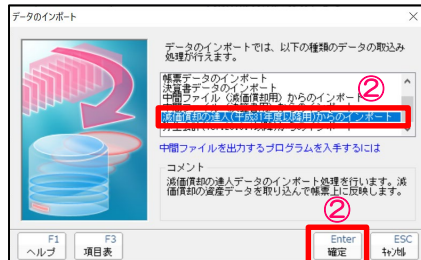 データのインポート
データのインポートでは、以下の種類のデータの取込み
処理が行えます。
帳票データのインポート
決算書データのインポート
中間ファイル(減価償却用)からのインポート
②
減価償却の達人(平成31年度以降用)からのインポート
中間ファイルを出力するプログラムを入手するには
コメント
減価償却の達人データのインポート処理を行います。減
価償却の資産データを取り込んで帳票上に反映します。
②
F1 F3 Enter ESC
ヘルプ 項目表 確定 ｷｬﾝｾﾙ